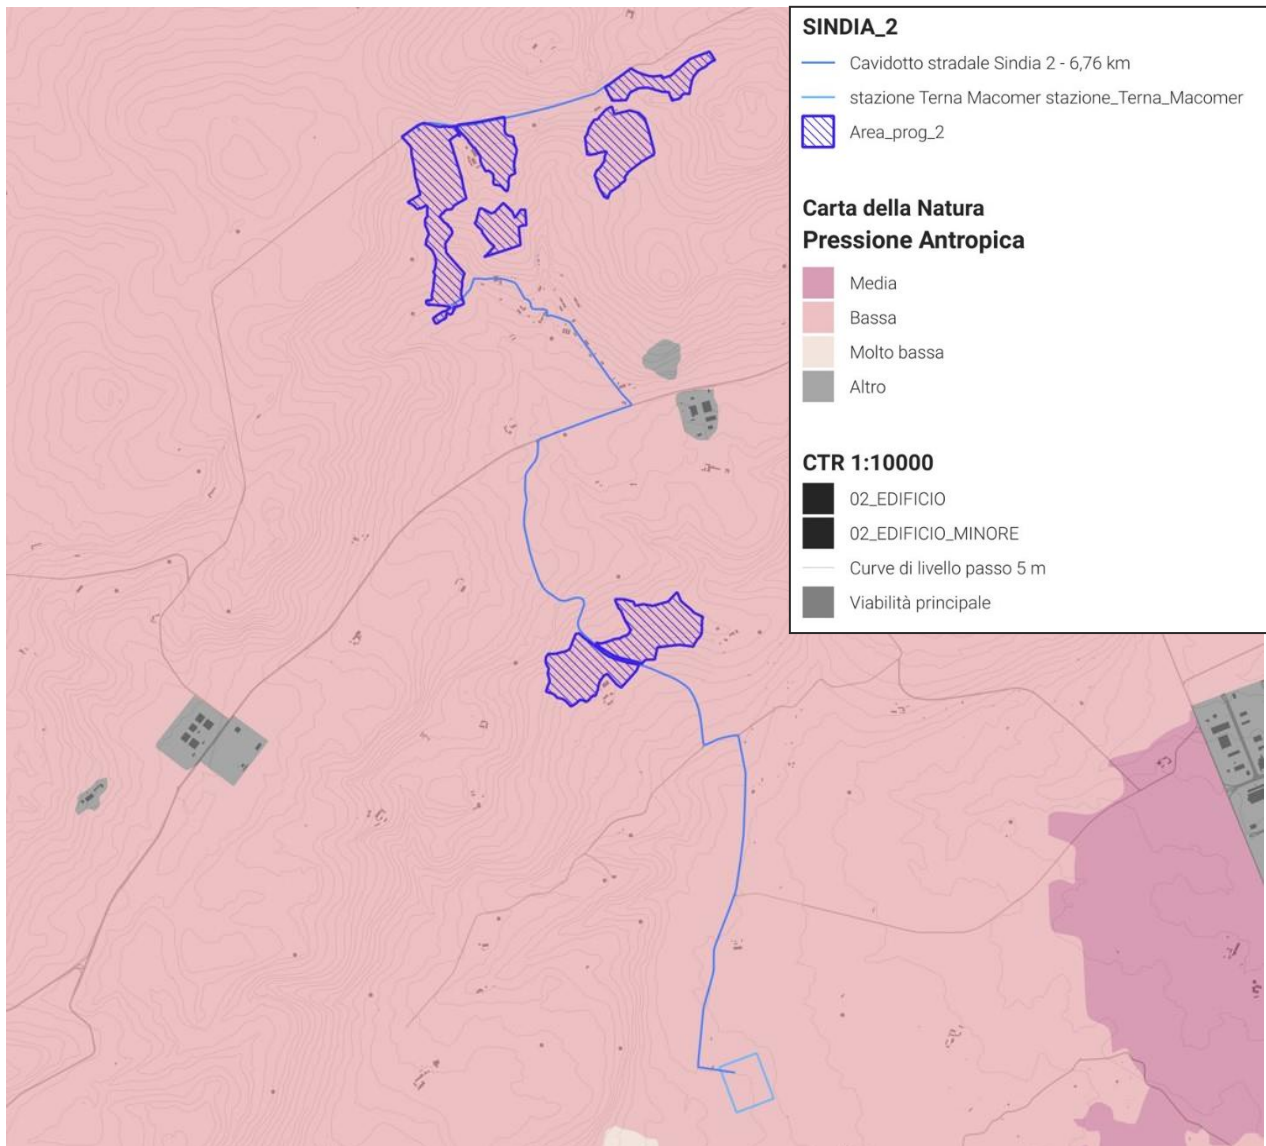 SINDIA_2
Cavidotto stradale Sindia 2 - 6,76 km
stazione Terna Macomer stazione_Terna_Macomer
Area_prog_2
Carta della Natura
Pressione Antropica
Media
Bassa
Molto bassa
Altro
CTR 1:10000
02_EDIFICIO
02_EDIFICIO_MINORE
Curve di livello passo 5 m
Viabilità principale